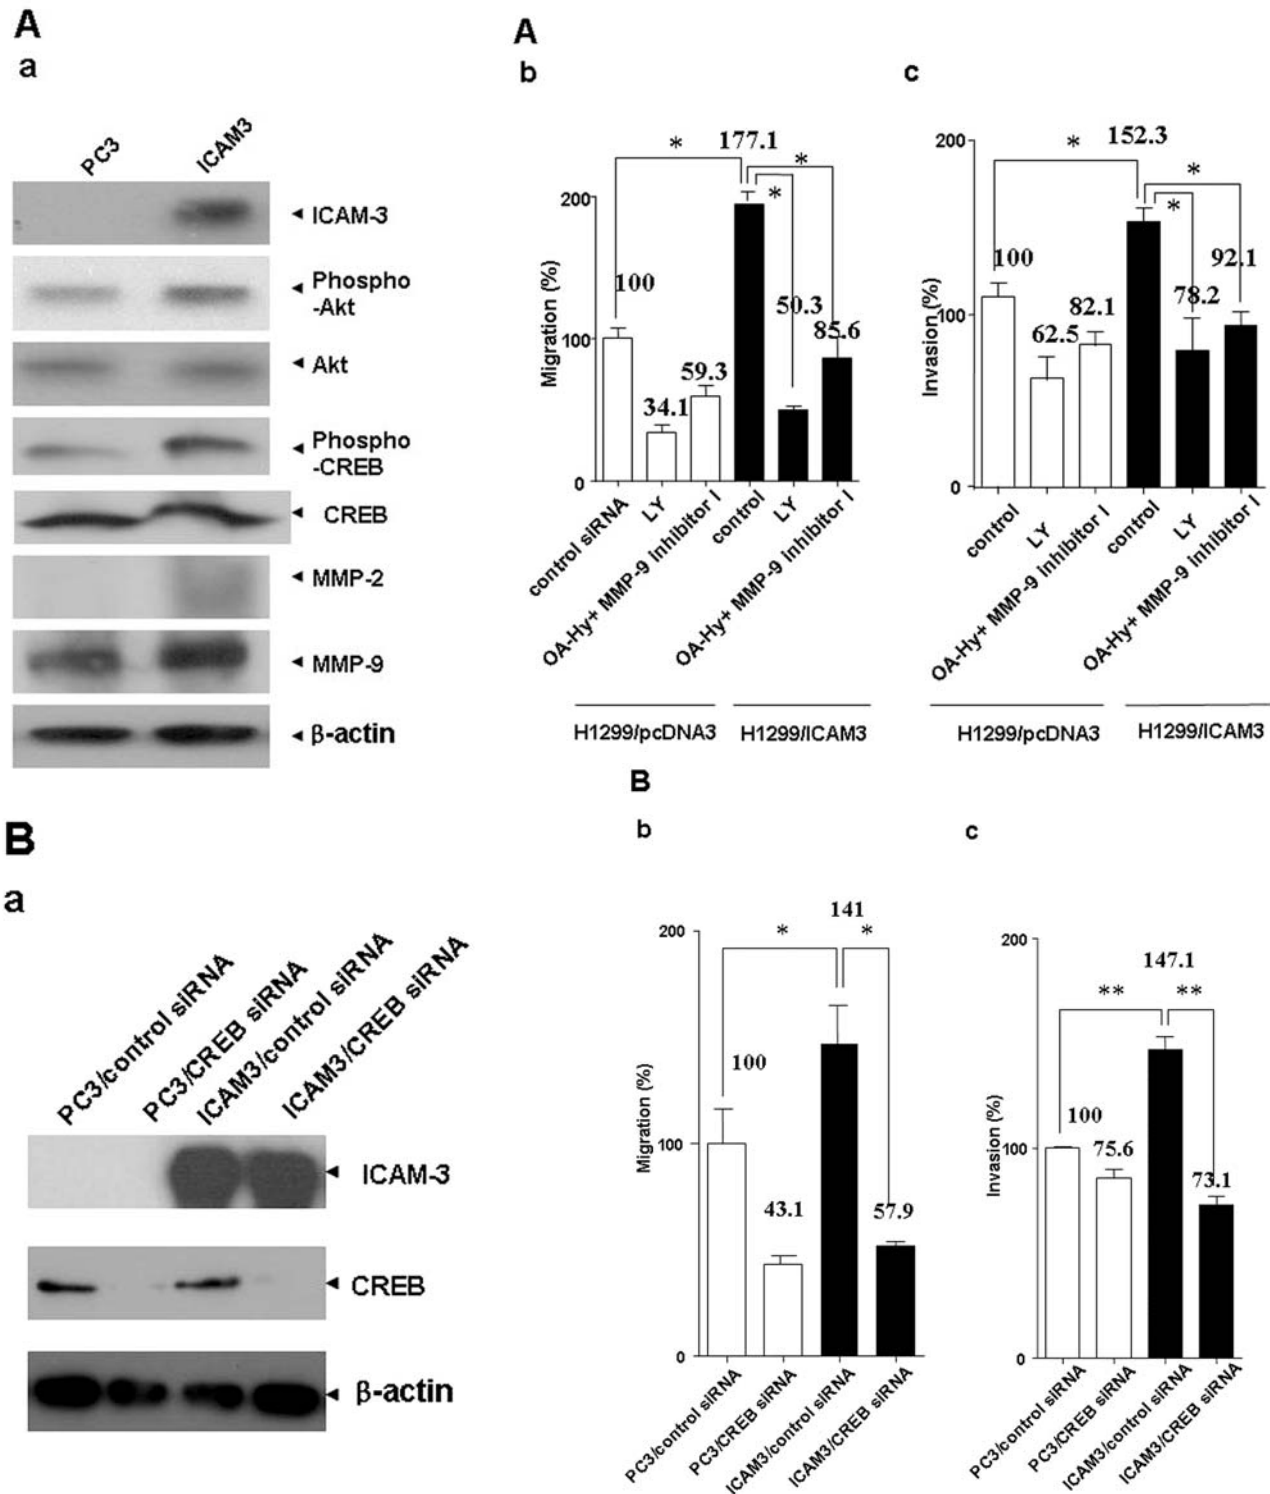 A
a
PC3
ICAM3
ICAM-3
Phospho
-Akt
Akt
Phospho
-CREB
CREB
MMP-2
MMP-9
β-actin
A
b
Migration (%)
200
100
0
100
34.1
59.3
177.1
50.3
85.6
*
*
*
control siRNA
LY
OA-Hy+ MMP-9 inhibitor I
control
LY
OA-Hy+ MMP-9 inhibitor I
H1299/pcDNA3
H1299/ICAM3
c
Invasion (%)
200
100
0
100
62.5
82.1
152.3
78.2
92.1
*
*
*
control
LY
OA-Hy+ MMP-9 inhibitor I
control
LY
OA-Hy+ MMP-9 inhibitor I
H1299/pcDNA3
H1299/ICAM3
B
a
PC3/control siRNA
PC3/CREB siRNA
ICAM3/control siRNA
ICAM3/CREB siRNA
ICAM-3
CREB
β-actin
B
b
Migration (%)
200
100
0
100
43.1
141
57.9
*
*
PC3/control siRNA
PC3/CREB siRNA
ICAM3/control siRNA
ICAM3/CREB siRNA
c
Invasion (%)
200
100
0
100
75.6
147.1
73.1
**
**
PC3/control siRNA
PC3/CREB siRNA
ICAM3/control siRNA
ICAM3/CREB siRNA